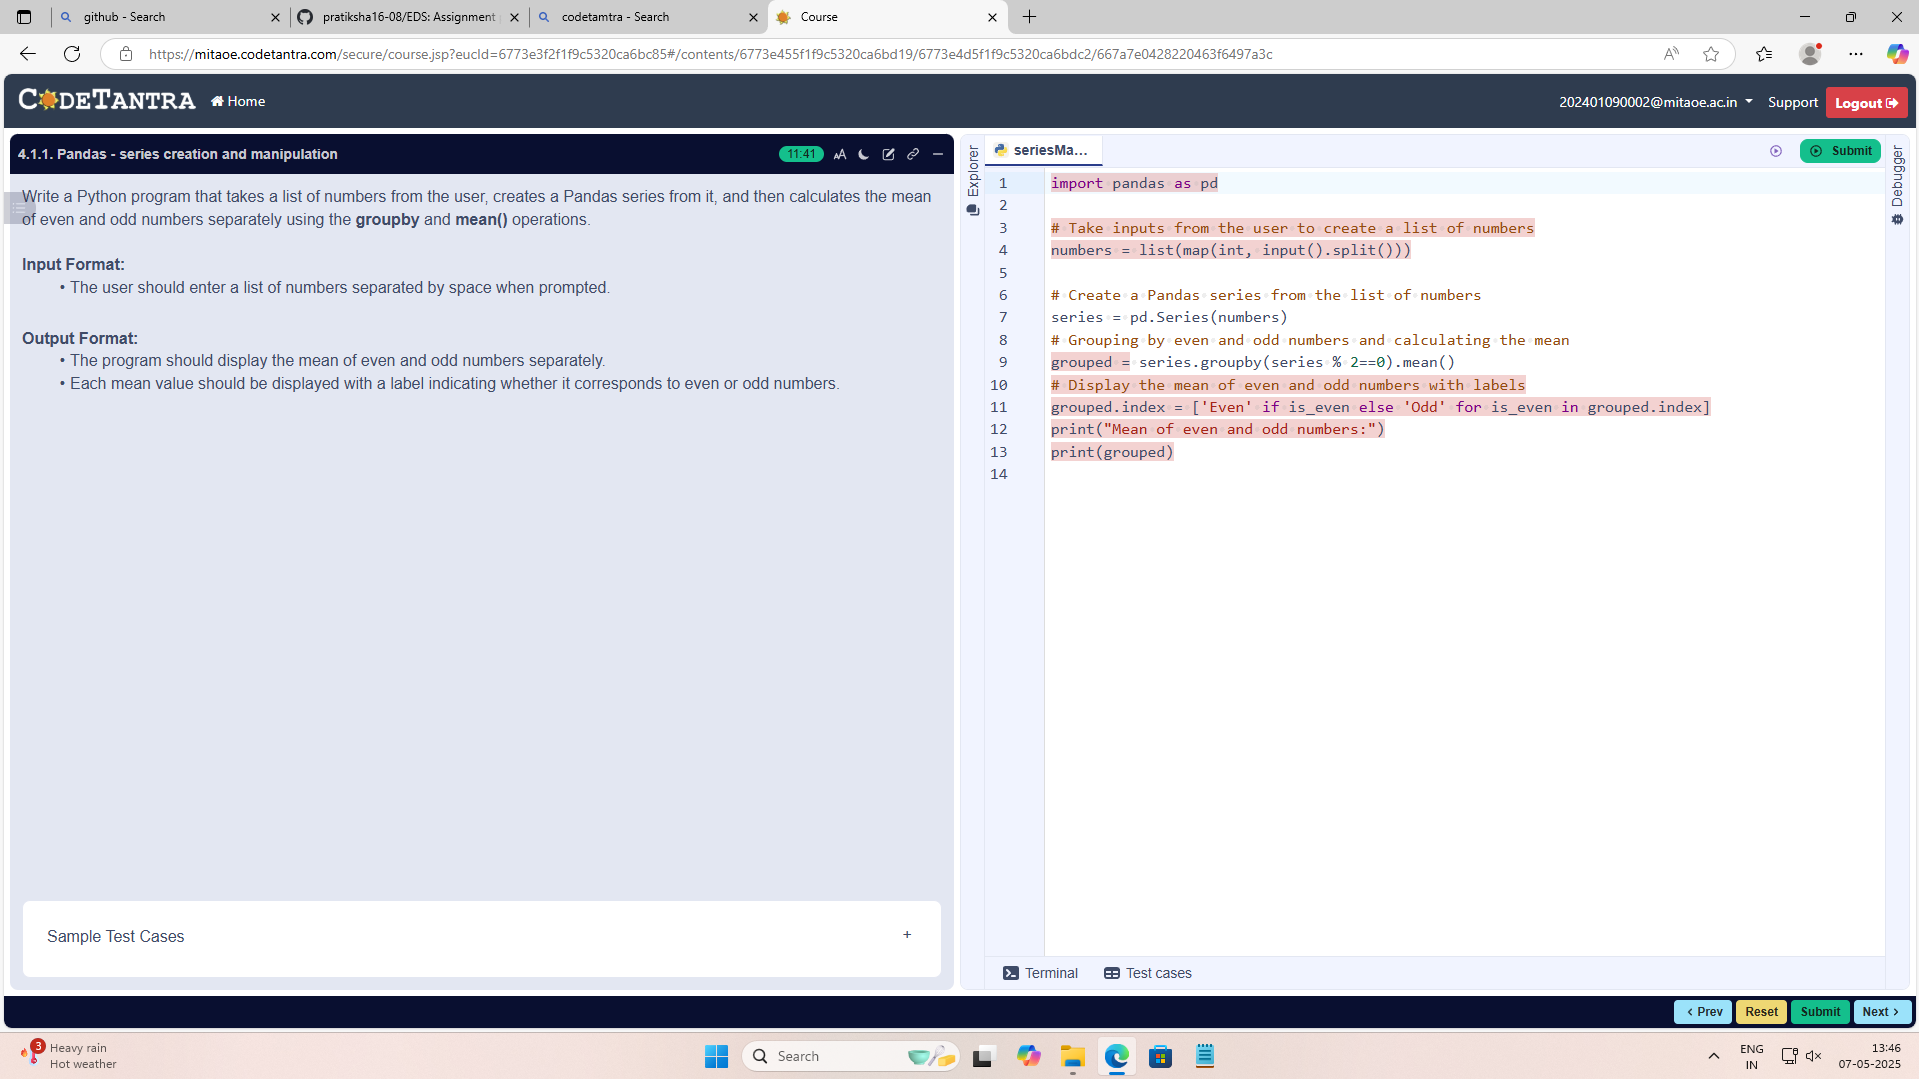 github - Search
pratiksha16-08/EDS: Assignment
codetamtra - Search
Course
https://mitaoe.codetantra.com/secure/course.jsp?eucId=6773e3f2f1f9c5320ca6bc85#/contents/6773e455f1f9c5320ca6bd19/6773e4d5f1f9c5320ca6bdc2/667a7e0428220463f6497a3c
CODETANTRA
Home
202401090002@mitaoe.ac.in
Support
Logout
4.1.1. Pandas - series creation and manipulation
11:41
Write a Python program that takes a list of numbers from the user, creates a Pandas series from it, and then calculates the mean
of even and odd numbers separately using the groupby and mean() operations.
Input Format:
• The user should enter a list of numbers separated by space when prompted.
Output Format:
• The program should display the mean of even and odd numbers separately.
• Each mean value should be displayed with a label indicating whether it corresponds to even or odd numbers.
Sample Test Cases
+
Explorer
seriesMa...
Submit
Debugger
1 import pandas as pd
2
3 # Take inputs from the user to create a list of numbers
4 numbers = list(map(int, input().split()))
5
6 # Create a Pandas series from the list of numbers
7 series = pd.Series(numbers)
8 # Grouping by even and odd numbers and calculating the mean
9 grouped = series.groupby(series % 2==0).mean()
10 # Display the mean of even and odd numbers with labels
11 grouped.index = ['Even' if is_even else 'Odd' for is_even in grouped.index]
12 print("Mean of even and odd numbers:")
13 print(grouped)
14
Terminal
Test cases
Prev
Reset
Submit
Next
3
Heavy rain
Hot weather
Search
ENG
IN
13:46
07-05-2025